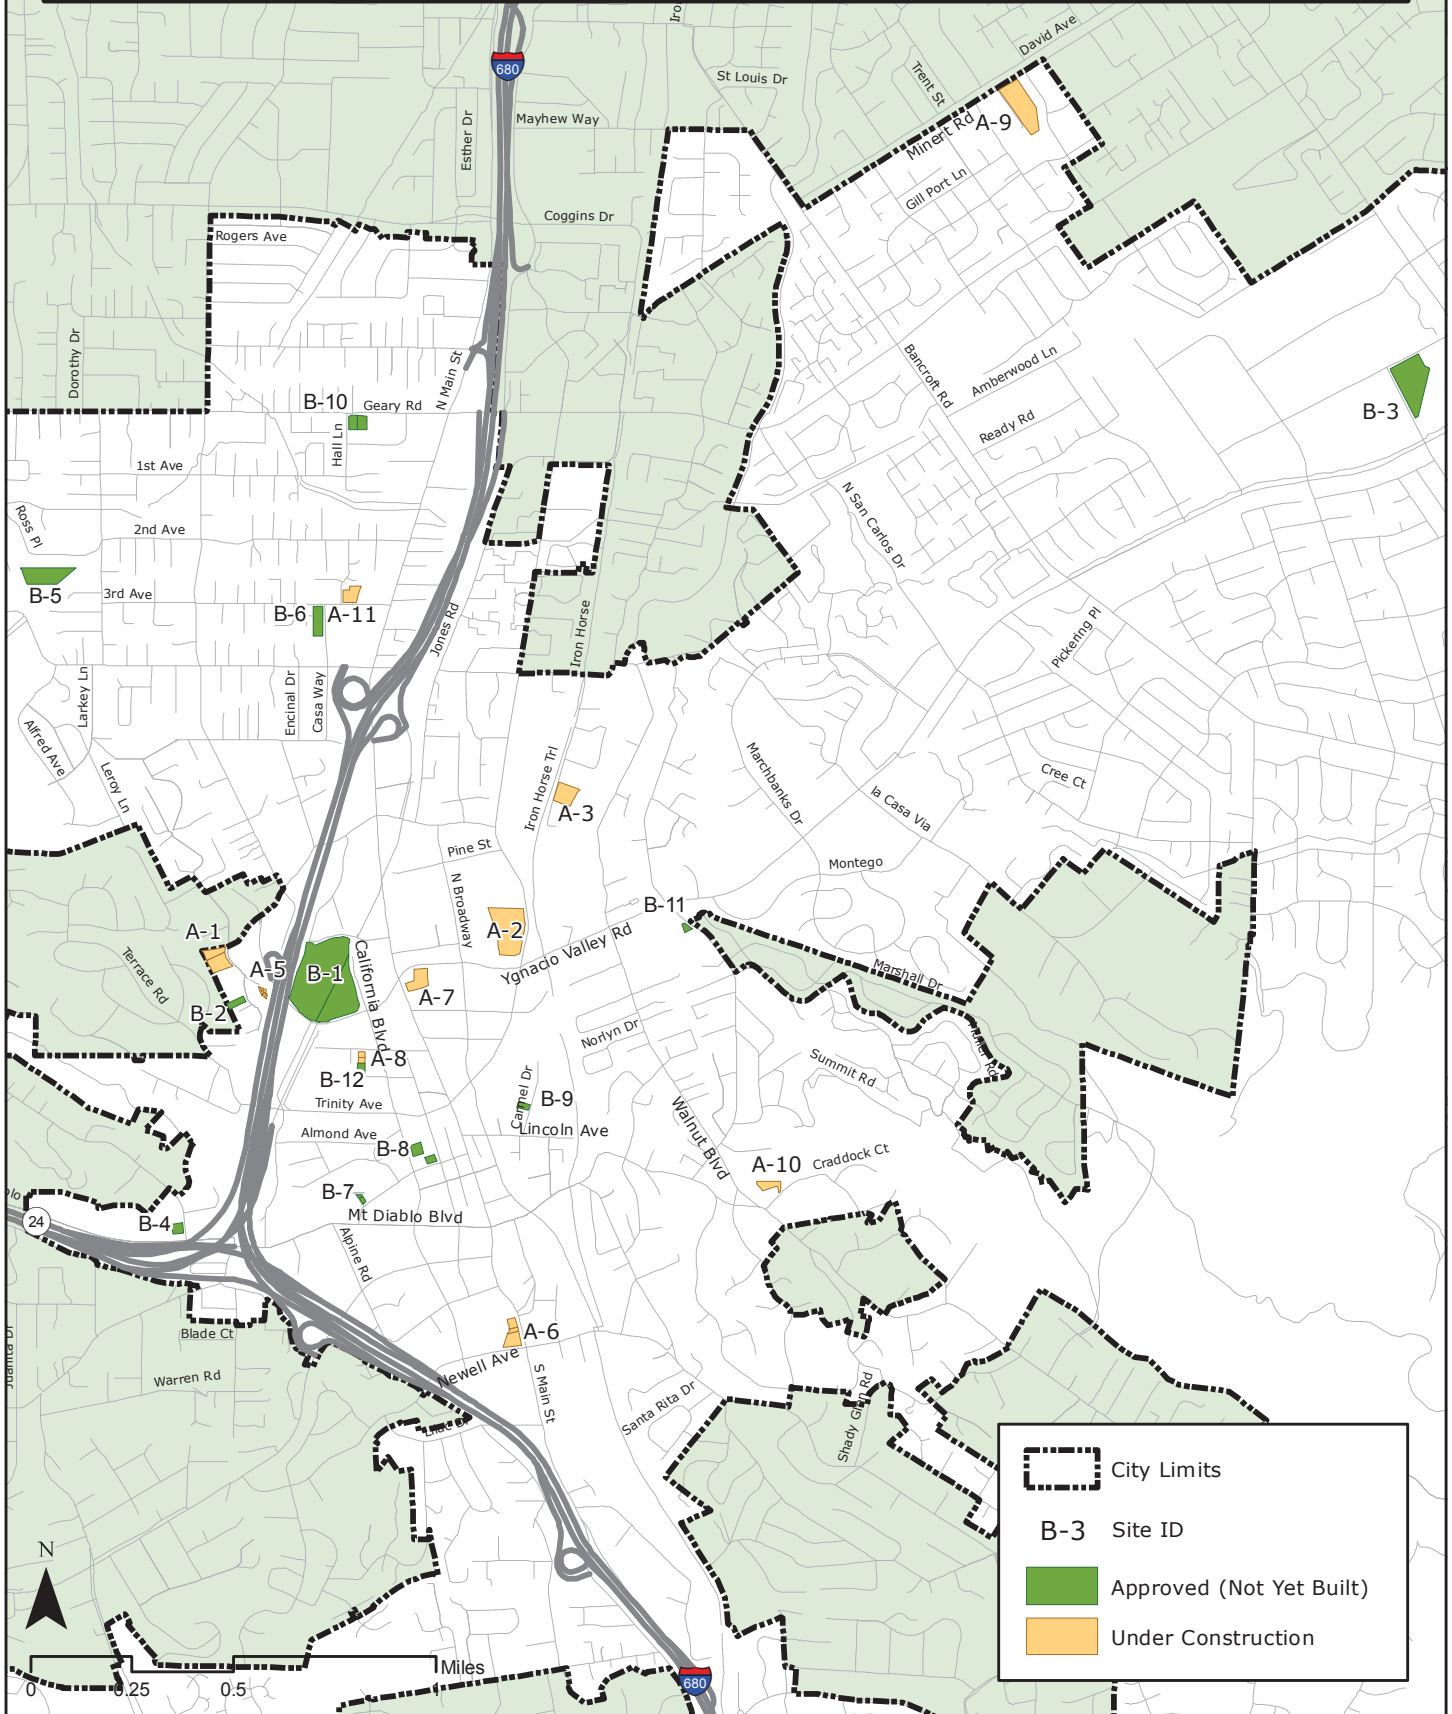 Iro
David Ave
680
St Louis Dr
Trent St
Mayhew Way
Esther Dr
A-9
Minert Rd
Gill Port Ln
Coggins Dr
Rogers Ave
Dorothy Dr
N Main St
Bancroft Rd
Amberwood Ln
B-10
Geary Rd
B-3
Hall Ln
Ready Rd
1st Ave
N San Carlos Dr
Ross Pl
2nd Ave
B-5
3rd Ave
B-6
A-11
Jones Rd
Iron Horse
Pickering Pl
Larkey Ln
Encinal Dr
Casa Way
Alfred Ave
Leroy Ln
Iron Horse Trl
Marchbanks Dr
Cree Ct
A-3
la Casa Via
Pine St
Montego
N Broadway
B-11
A-1
A-2
Ygnacio Valley Rd
Terrace Rd
A-5
B-1
California Blvd
Marshall Dr
A-7
B-2
Norlyn Dr
A-8
Summit Rd
B-12
Carmel Dr
B-9
Trinity Ave
Walnut Blvd
Almond Ave
Lincoln Ave
B-8
A-10
Craddock Ct
B-7
olo
24
B-4
Mt Diablo Blvd
Alpine Rd
Blade Ct
A-6
Juanita Dr
Warren Rd
Newell Ave
S Main St
Santa Rita Dr
Shady Glen Rd
Lilac Dr
City Limits
B-3 Site ID
Approved (Not Yet Built)
Under Construction
N
Miles
0 0.25 0.5 1
680